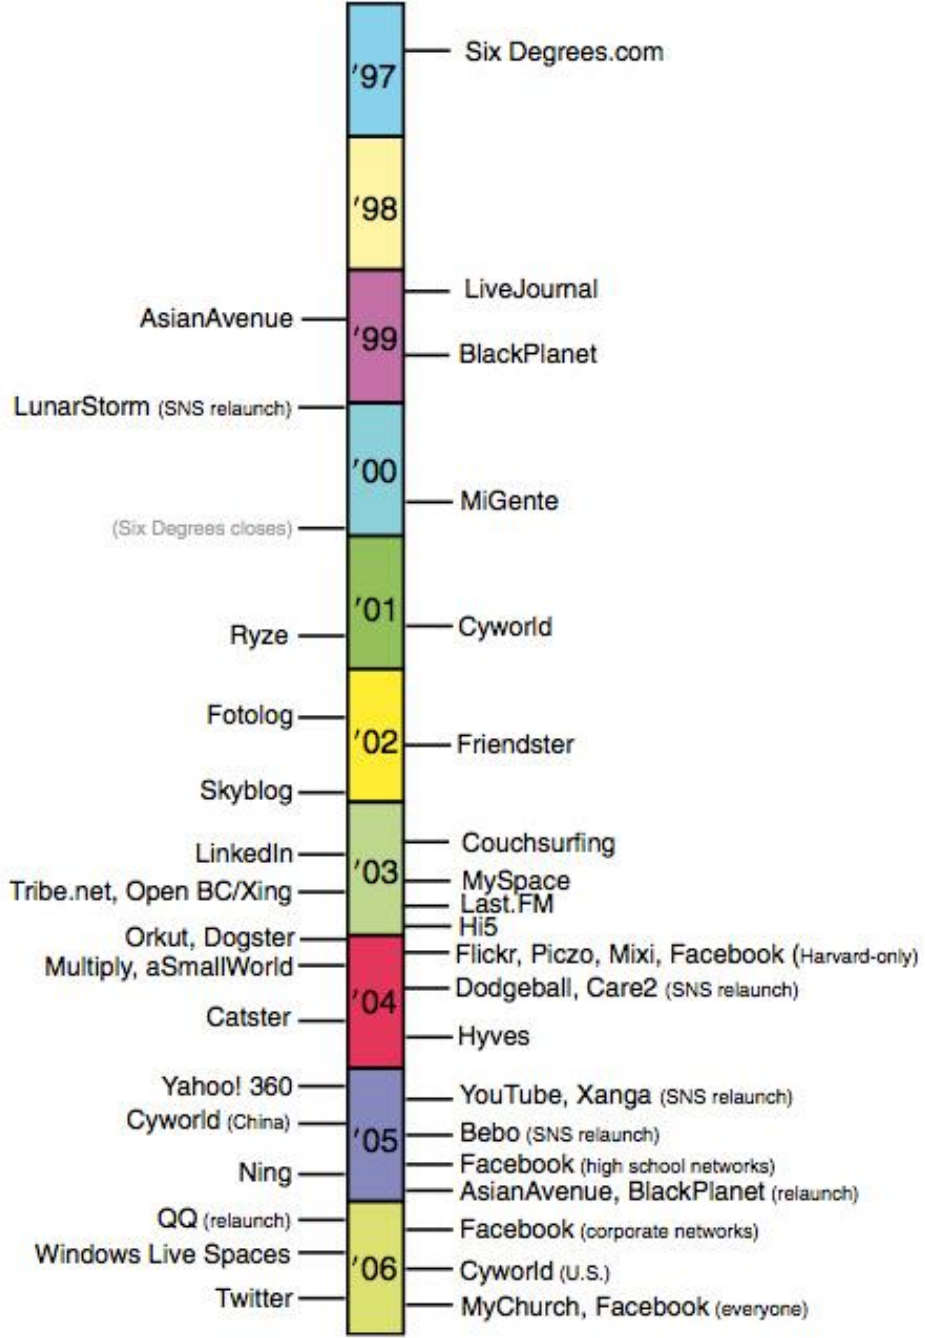 Six Degrees.com
'97
'98
LiveJournal
AsianAvenue
'99
BlackPlanet
LunarStorm (SNS relaunch)
'00
MiGente
(Six Degrees closes)
'01
Cyworld
Ryze
Fotolog
'02
Friendster
Skyblog
Couchsurfing
LinkedIn
'03
MySpace
Tribe.net, Open BC/Xing
Last.FM
Hi5
Orkut, Dogster
Flickr, Piczo, Mixi, Facebook (Harvard-only)
Multiply, aSmallWorld
Dodgeball, Care2 (SNS relaunch)
'04
Catster
Hyves
Yahoo! 360
YouTube, Xanga (SNS relaunch)
Cyworld (China)
Bebo (SNS relaunch)
'05
Facebook (high school networks)
Ning
AsianAvenue, BlackPlanet (relaunch)
QQ (relaunch)
Facebook (corporate networks)
Windows Live Spaces
'06
Cyworld (U.S.)
Twitter
MyChurch, Facebook (everyone)